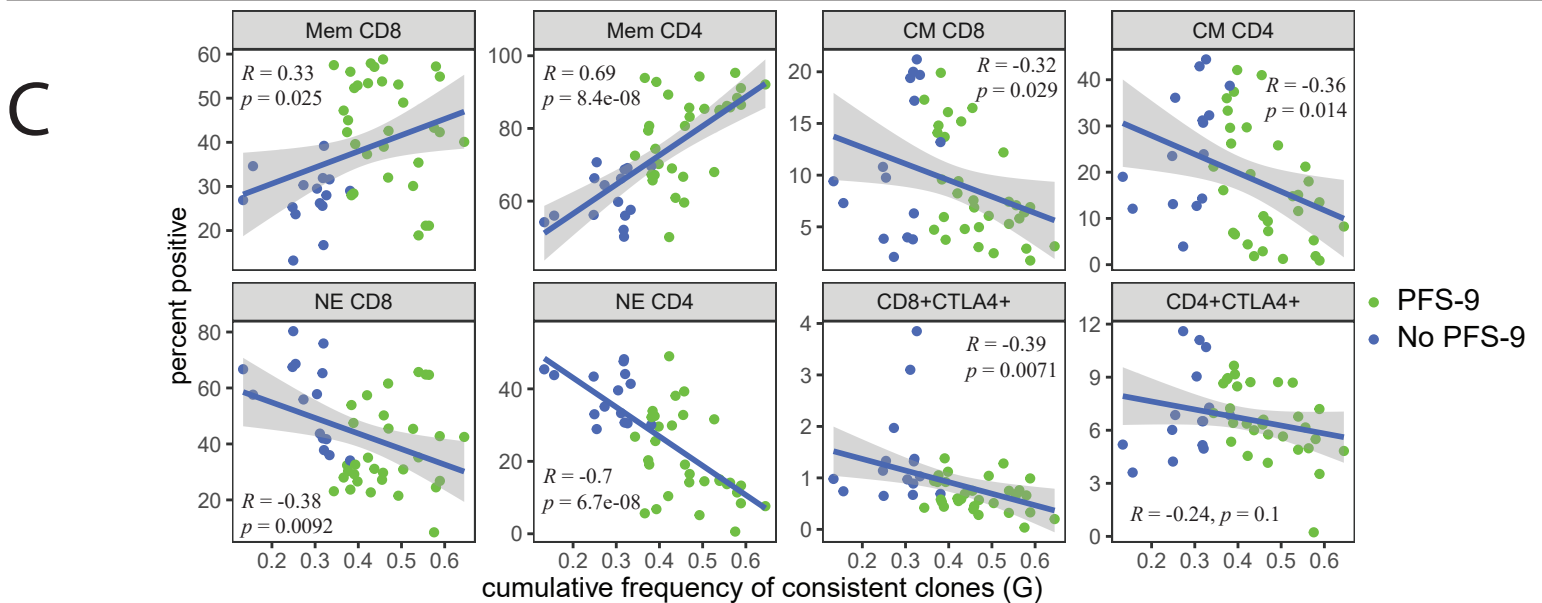 C
Mem CD8
Mem CD4
CM CD8
CM CD4
R = 0.33
p = 0.025
R = 0.69
p = 8.4e-08
R = -0.32
p = 0.029
R = -0.36
p = 0.014
60
50
40
30
20
100
80
60
20
15
10
5
40
30
20
10
0
percent positive
NE CD8
NE CD4
CD8+CTLA4+
CD4+CTLA4+
R = -0.38
p = 0.0092
R = -0.7
p = 6.7e-08
R = -0.39
p = 0.0071
R = -0.24, p = 0.1
80
60
40
20
40
20
0
4
3
2
1
0
12
9
6
3
0
0.2 0.3 0.4 0.5 0.6
0.2 0.3 0.4 0.5 0.6
0.2 0.3 0.4 0.5 0.6
0.2 0.3 0.4 0.5 0.6
cumulative frequency of consistent clones (G)
PFS-9
No PFS-9